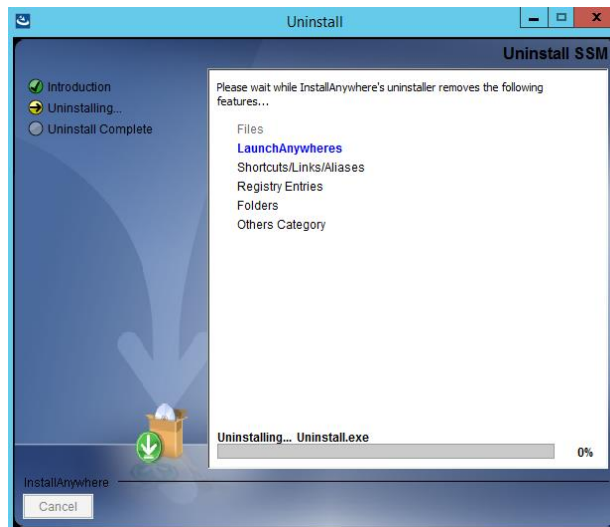 Uninstall
Uninstall SSM
Introduction
Uninstalling...
Uninstall Complete
Please wait while InstallAnywhere's uninstaller removes the following
features...
Files
LaunchAnywheres
Shortcuts/Links/Aliases
Registry Entries
Folders
Others Category
Uninstalling... Uninstall.exe
0%
InstallAnywhere
Cancel